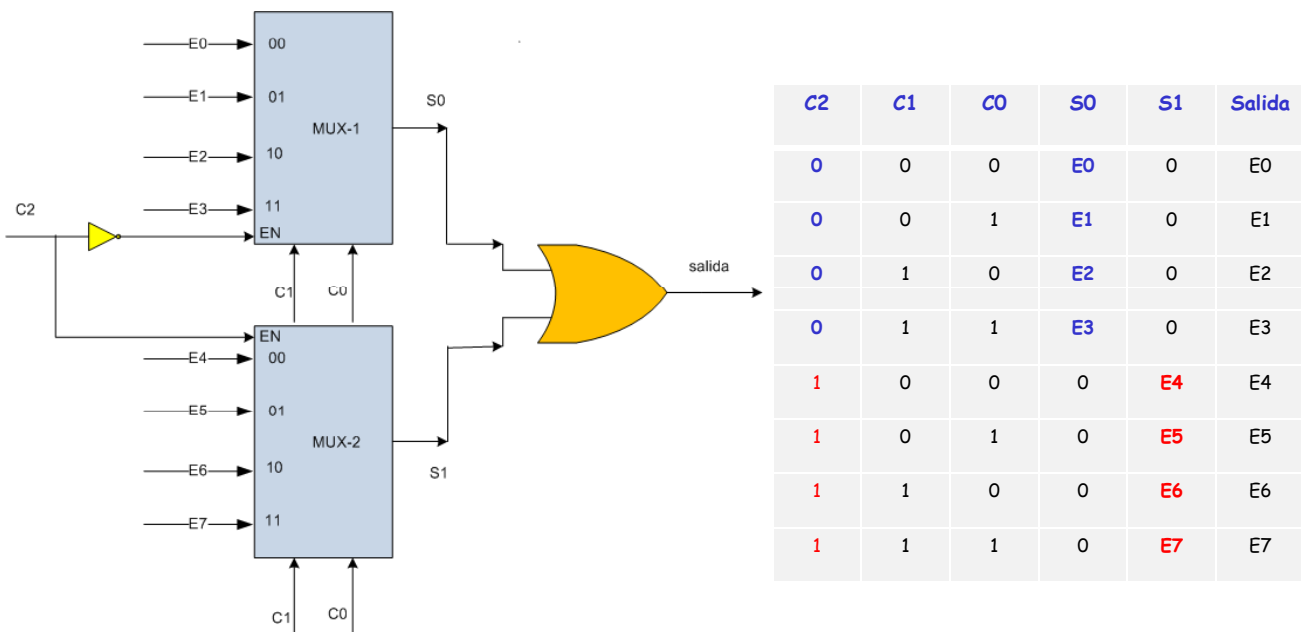 E0 00
E1 01
MUX-1
S0
E2 10
E3 11
C2
EN
C1 C0
salida
EN
E4 00
E5 01
MUX-2
E6 10
S1
E7 11
C1 C0
C2 C1 C0 S0 S1 Salida
0 0 0 E0 0 E0
0 0 1 E1 0 E1
0 1 0 E2 0 E2
0 1 1 E3 0 E3
1 0 0 0 E4 E4
1 0 1 0 E5 E5
1 1 0 0 E6 E6
1 1 1 0 E7 E7